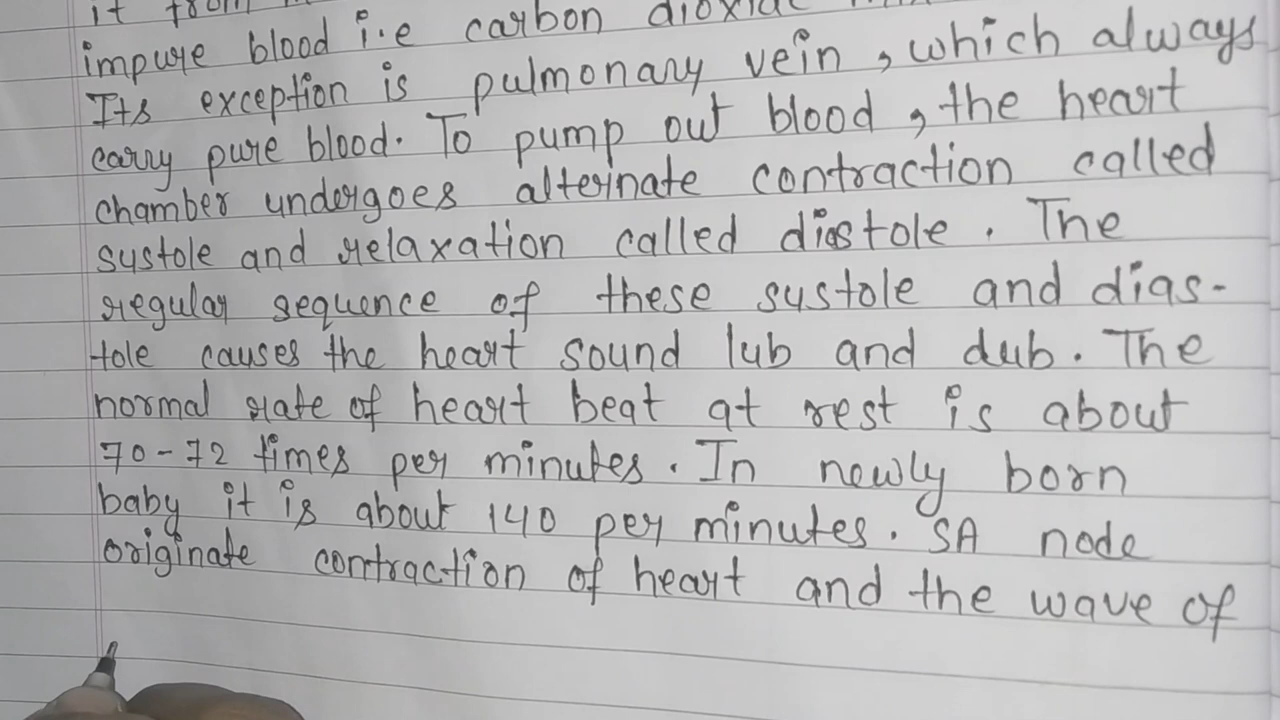 it from
impure blood i.e carbon dioxide
Its exception is pulmonary vein, which always
carry pure blood. To pump out blood, the heart
chamber undergoes alternate contraction called
systole and relaxation called diastole. The
regular sequence of these systole and dias-
tole causes the heart sound lub and dub. The
normal rate of heart beat at rest is about
70-72 times per minutes. In newly born
baby it is about 140 per minutes. SA node
originate contraction of heart and the wave of